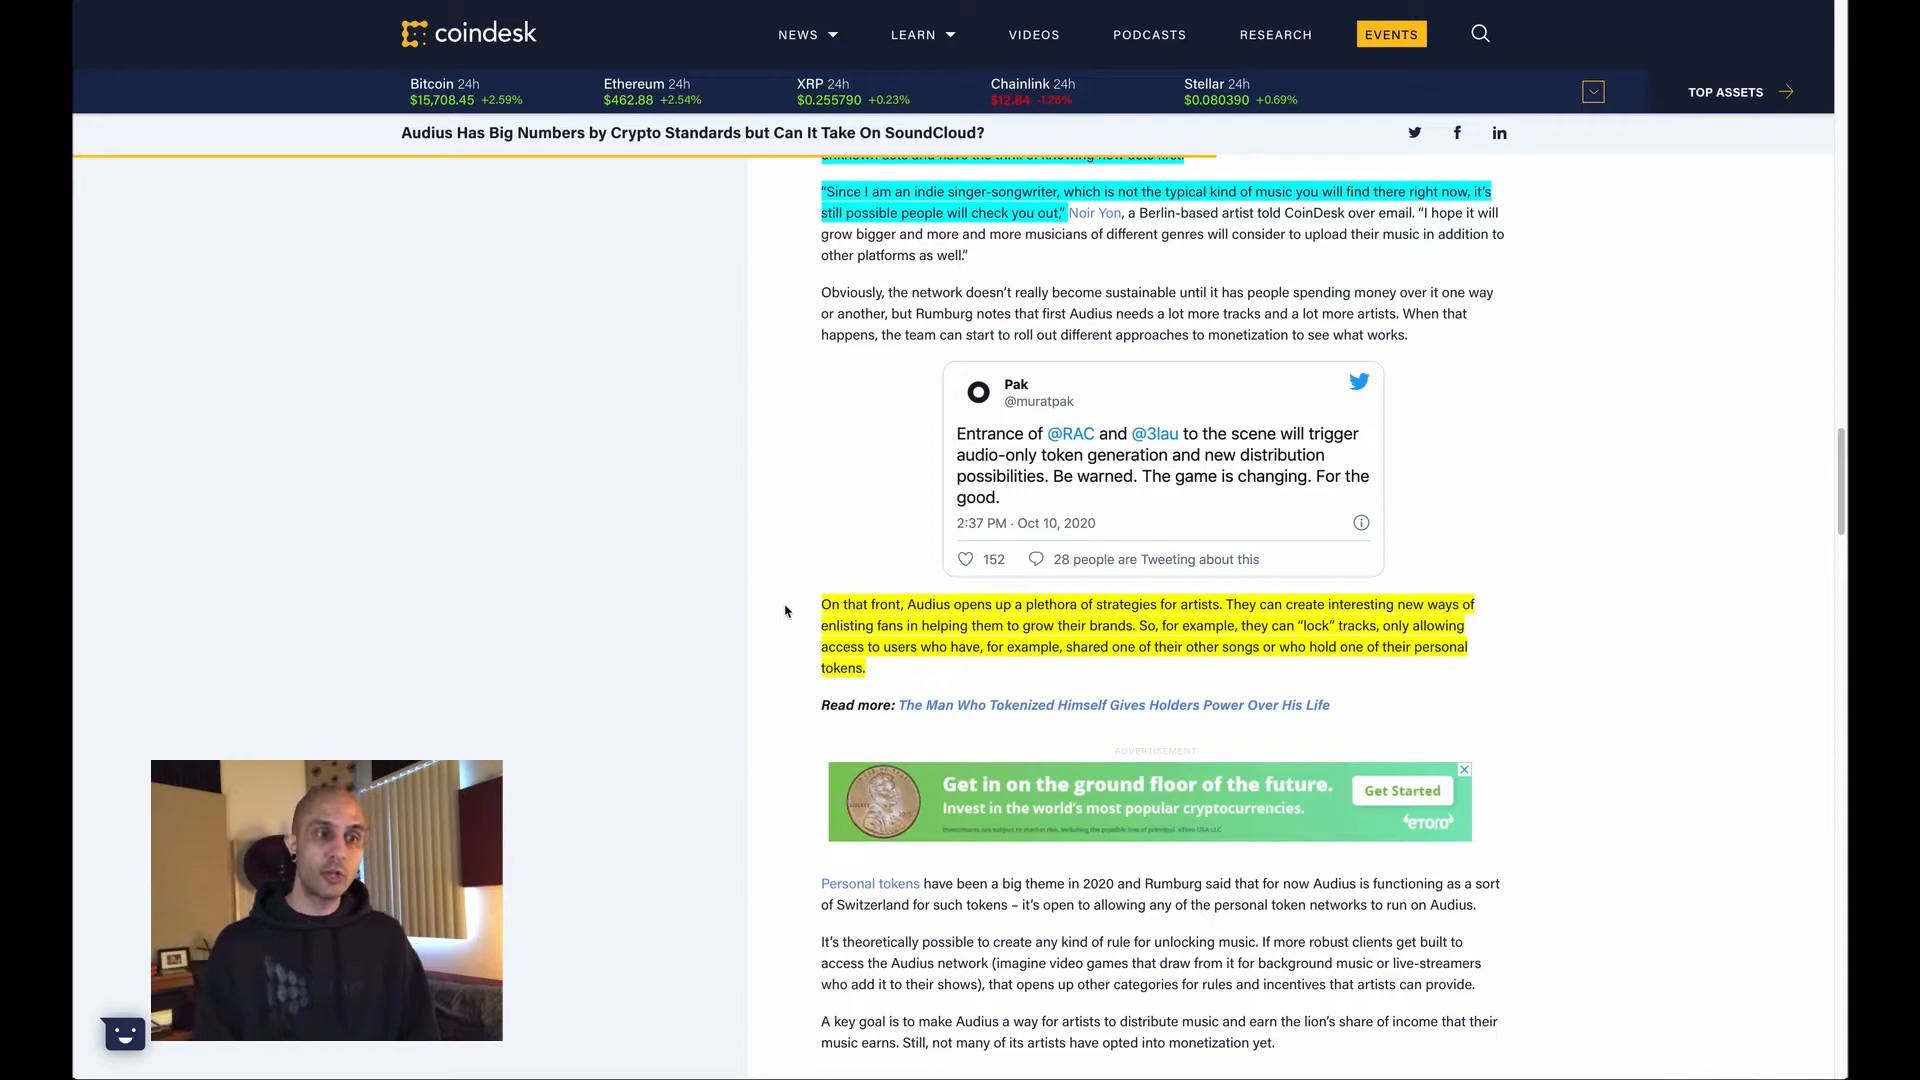 coindesk
NEWS
LEARN
VIDEOS
PODCASTS
RESEARCH
EVENTS
Bitcoin 24h
$15,708.45 +2.59%
Ethereum 24h
$462.88 +2.54%
XRP 24h
$0.255790 +0.23%
Chainlink 24h
$12.84 -1.26%
Stellar 24h
$0.080390 +0.69%
TOP ASSETS
Audius Has Big Numbers by Crypto Standards but Can It Take On SoundCloud?
unknown acts and have the thrill of knowing new acts first.
“Since I am an indie singer-songwriter, which is not the typical kind of music you will find there right now, it’s
still possible people will check you out,” Noir Yon, a Berlin-based artist told CoinDesk over email. “I hope it will
grow bigger and more and more musicians of different genres will consider to upload their music in addition to
other platforms as well.”
Obviously, the network doesn’t really become sustainable until it has people spending money over it one way
or another, but Rumburg notes that first Audius needs a lot more tracks and a lot more artists. When that
happens, the team can start to roll out different approaches to monetization to see what works.
Pak
@muratpak
Entrance of @RAC and @3lau to the scene will trigger
audio-only token generation and new distribution
possibilities. Be warned. The game is changing. For the
good.
2:37 PM · Oct 10, 2020
152
28 people are Tweeting about this
On that front, Audius opens up a plethora of strategies for artists. They can create interesting new ways of
enlisting fans in helping them to grow their brands. So, for example, they can “lock” tracks, only allowing
access to users who have, for example, shared one of their other songs or who hold one of their personal
tokens.
Read more: The Man Who Tokenized Himself Gives Holders Power Over His Life
ADVERTISEMENT
Get in on the ground floor of the future.
Invest in the world’s most popular cryptocurrencies.
Investments are subject to market risk, including the possible loss of principal. eToro USA LLC
Get Started
eToro
Personal tokens have been a big theme in 2020 and Rumburg said that for now Audius is functioning as a sort
of Switzerland for such tokens – it’s open to allowing any of the personal token networks to run on Audius.
It’s theoretically possible to create any kind of rule for unlocking music. If more robust clients get built to
access the Audius network (imagine video games that draw from it for background music or live-streamers
who add it to their shows), that opens up other categories for rules and incentives that artists can provide.
A key goal is to make Audius a way for artists to distribute music and earn the lion’s share of income that their
music earns. Still, not many of its artists have opted into monetization yet.